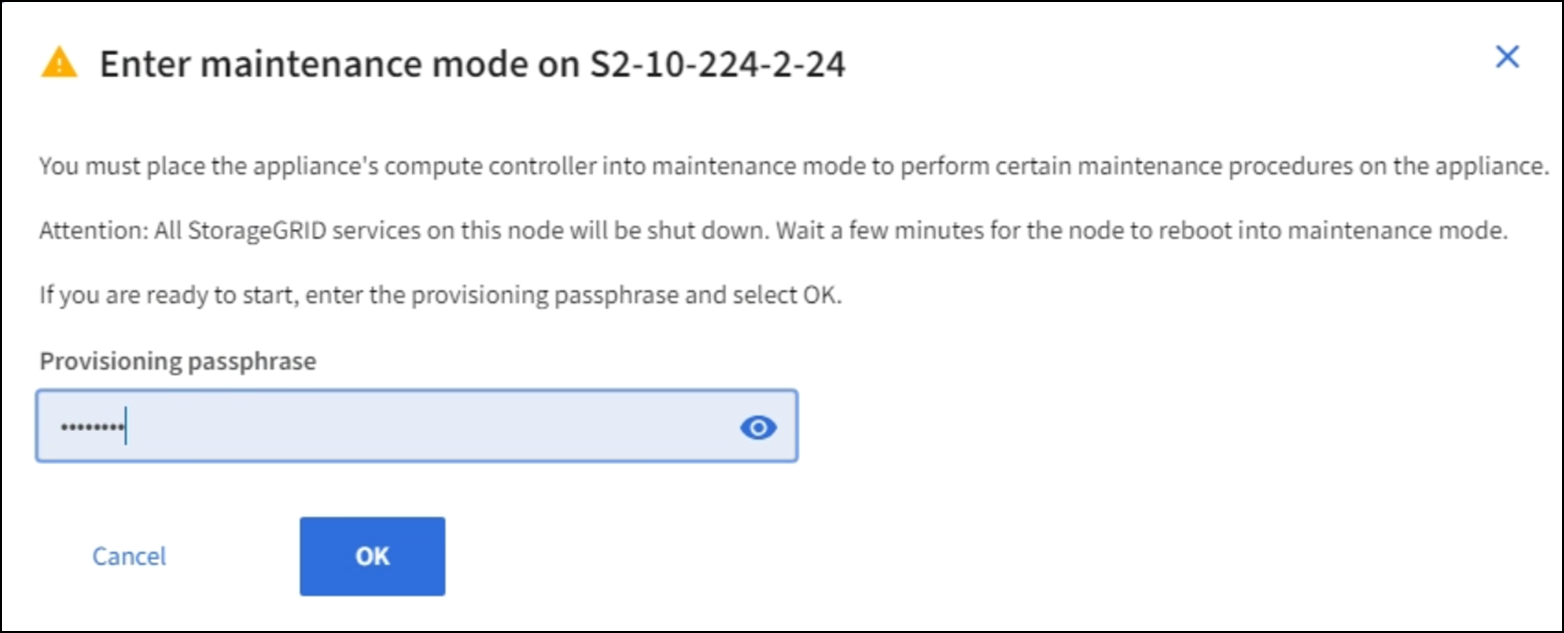 Enter maintenance mode on S2-10-224-2-24
You must place the appliance's compute controller into maintenance mode to perform certain maintenance procedures on the appliance.
Attention: All StorageGRID services on this node will be shut down. Wait a few minutes for the node to reboot into maintenance mode.
If you are ready to start, enter the provisioning passphrase and select OK.
Provisioning passphrase
••••••••
Cancel
OK